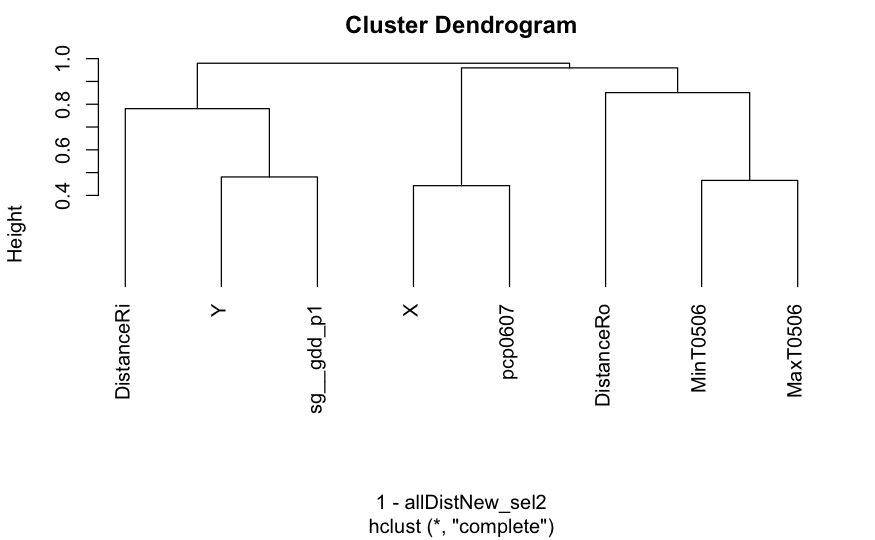 Cluster Dendrogram
Height
1.0
0.8
0.6
0.4
DistanceRi
Y
sg__gdd_p1
X
pcp0607
DistanceRo
MinT0506
MaxT0506
1 - allDistNew_sel2
hclust (*, "complete")